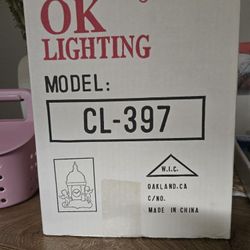 OK
LIGHTING
MODEL:
CL-397
W.I.C.
OAKLAND.CA
C/NO.
MADE IN CHINA